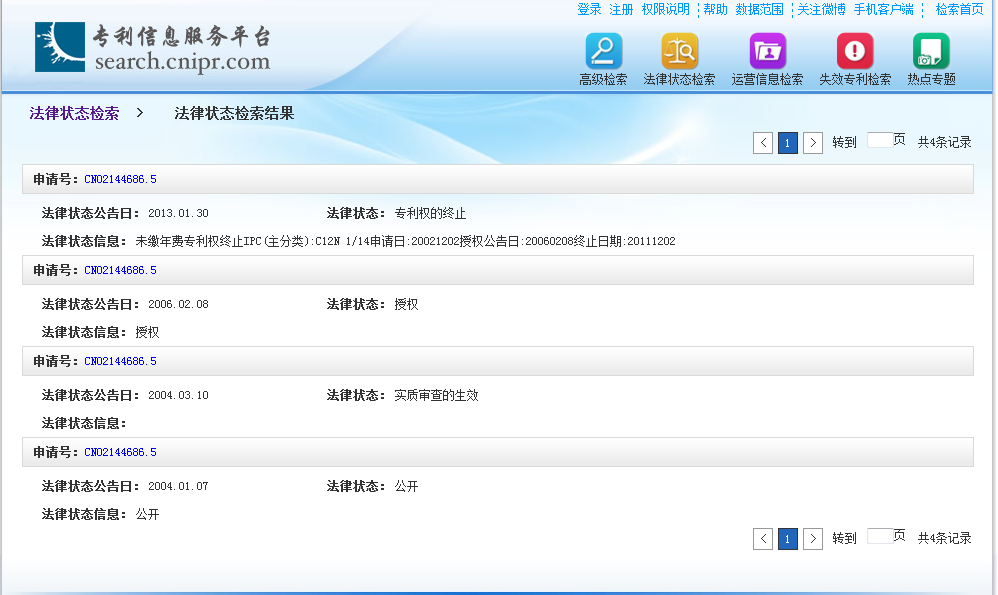 登录 注册 权限说明 ┆帮助 数据范围 ┆关注微博 手机客户端 ┆ 检索首页
专利信息服务平台
search.cnipr.com
高级检索 法律状态检索 运营信息检索 失效专利检索 热点专题
法律状态检索 > 法律状态检索结果
< 1 > 转到 页 共4条记录
申请号: CN02144686.5
法律状态公告日: 2013.01.30 法律状态: 专利权的终止
法律状态信息: 未缴年费专利权终止IPC(主分类):C12N 1/14申请日:20021202授权公告日:20060208终止日期:20111202
申请号: CN02144686.5
法律状态公告日: 2006.02.08 法律状态: 授权
法律状态信息: 授权
申请号: CN02144686.5
法律状态公告日: 2004.03.10 法律状态: 实质审查的生效
法律状态信息:
申请号: CN02144686.5
法律状态公告日: 2004.01.07 法律状态: 公开
法律状态信息: 公开
< 1 > 转到 页 共4条记录